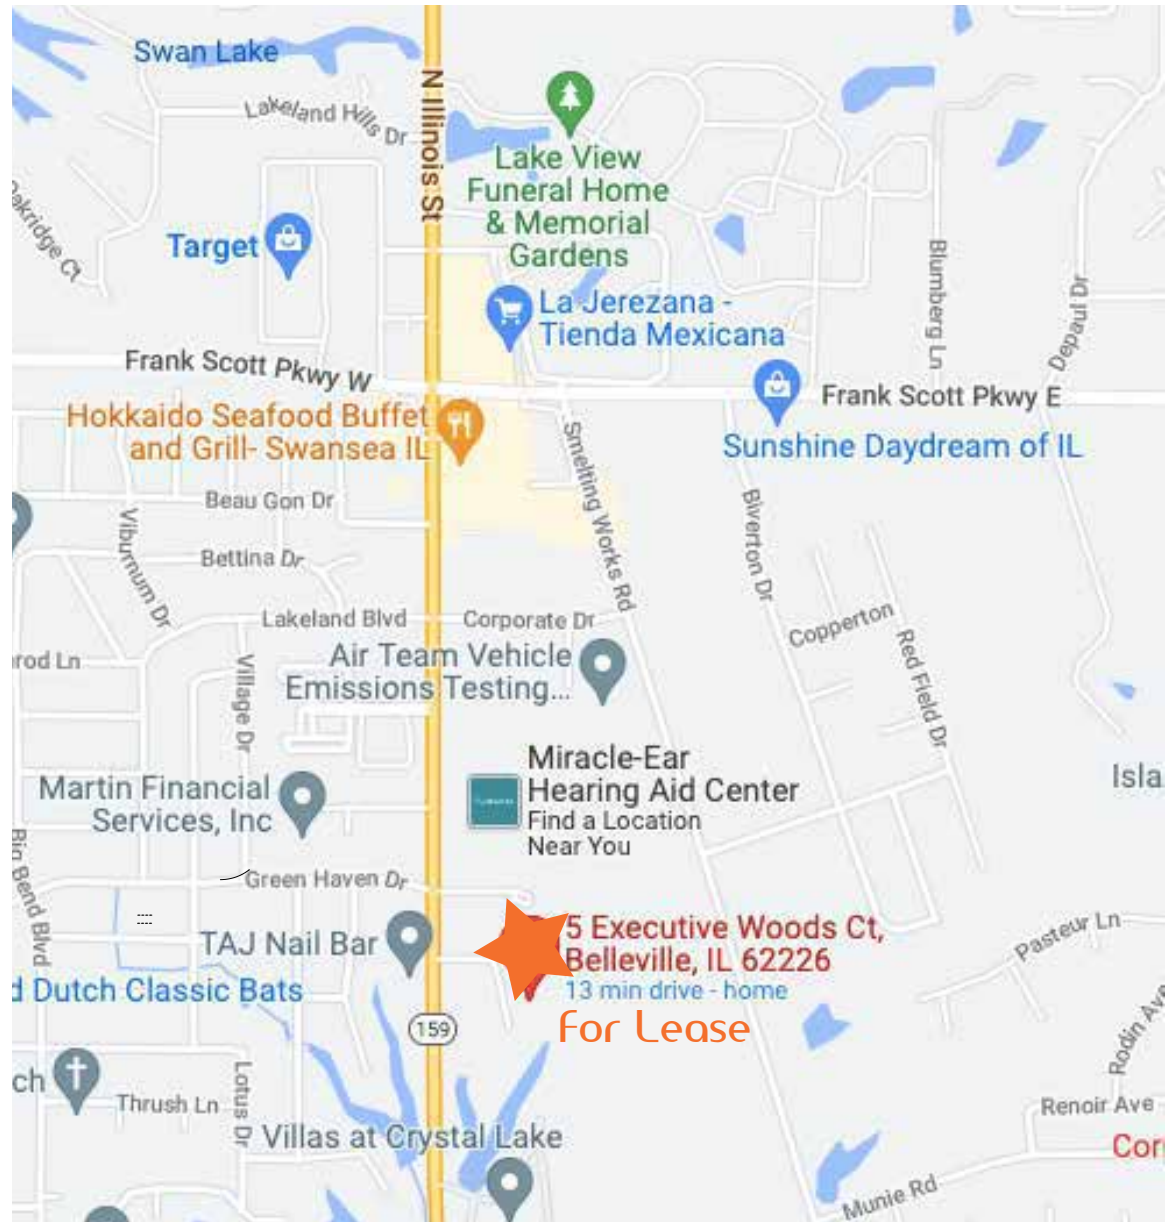 Swan Lake
Lakeland Hills Dr
N Illinois St
Lake View
Funeral Home
& Memorial
Gardens
Oakridge Ct
Target
Blumberg Ln
Depaul Dr
La Jerezana -
Tienda Mexicana
Frank Scott Pkwy W
Frank Scott Pkwy E
Hokkaido Seafood Buffet
and Grill- Swansea IL
Sunshine Daydream of IL
Smelting Works Rd
Beau Gon Dr
Viburnum Dr
Biverton Dr
Bettina Dr
Lakeland Blvd
Corporate Dr
Copperton
Red Field Dr
rod Ln
Village Dr
Air Team Vehicle
Emissions Testing...
Miracle-Ear
Hearing Aid Center
Find a Location
Near You
Isla
Martin Financial
Services, Inc
Big Bend Blvd
Green Haven Dr
TAJ Nail Bar
5 Executive Woods Ct,
Belleville, IL 62226
13 min drive - home
For Lease
Pasteur Ln
d Dutch Classic Bats
159
Rodin Ave
ch
Thrush Ln
Lotus Dr
Renoir Ave
Villas at Crystal Lake
Cor
Munie Rd